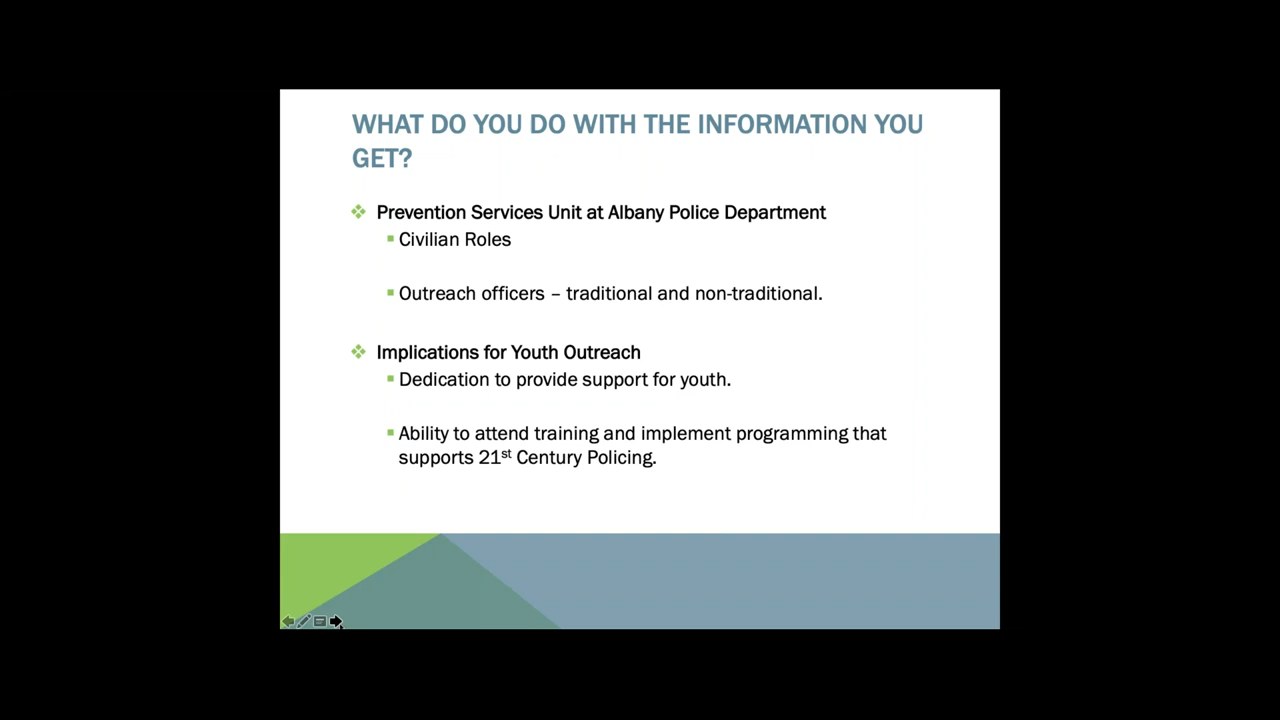 WHAT DO YOU DO WITH THE INFORMATION YOU
GET?
Prevention Services Unit at Albany Police Department
Civilian Roles
Outreach officers – traditional and non-traditional.
Implications for Youth Outreach
Dedication to provide support for youth.
Ability to attend training and implement programming that
supports 21st Century Policing.